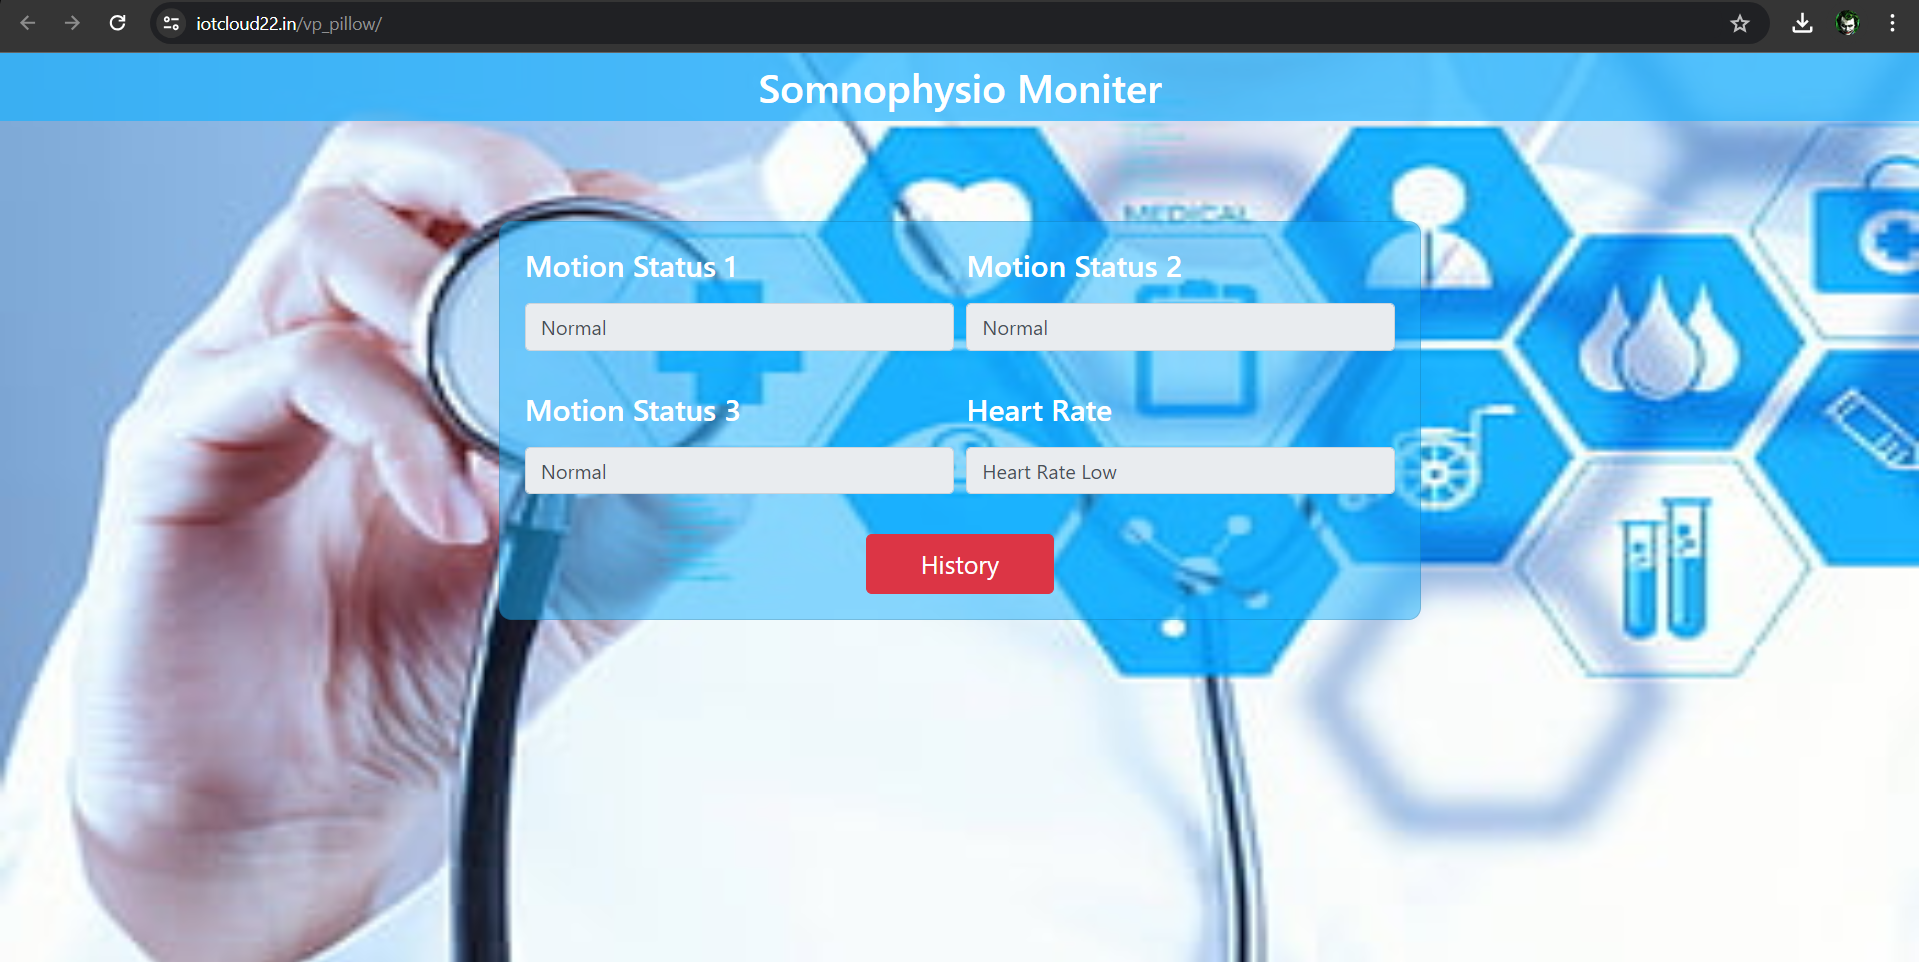 iotcloud22.in/vp_pillow/
Somnophysio Moniter
MEDICAL
Motion Status 1
Motion Status 2
Normal
Normal
Motion Status 3
Heart Rate
Normal
Heart Rate Low
History